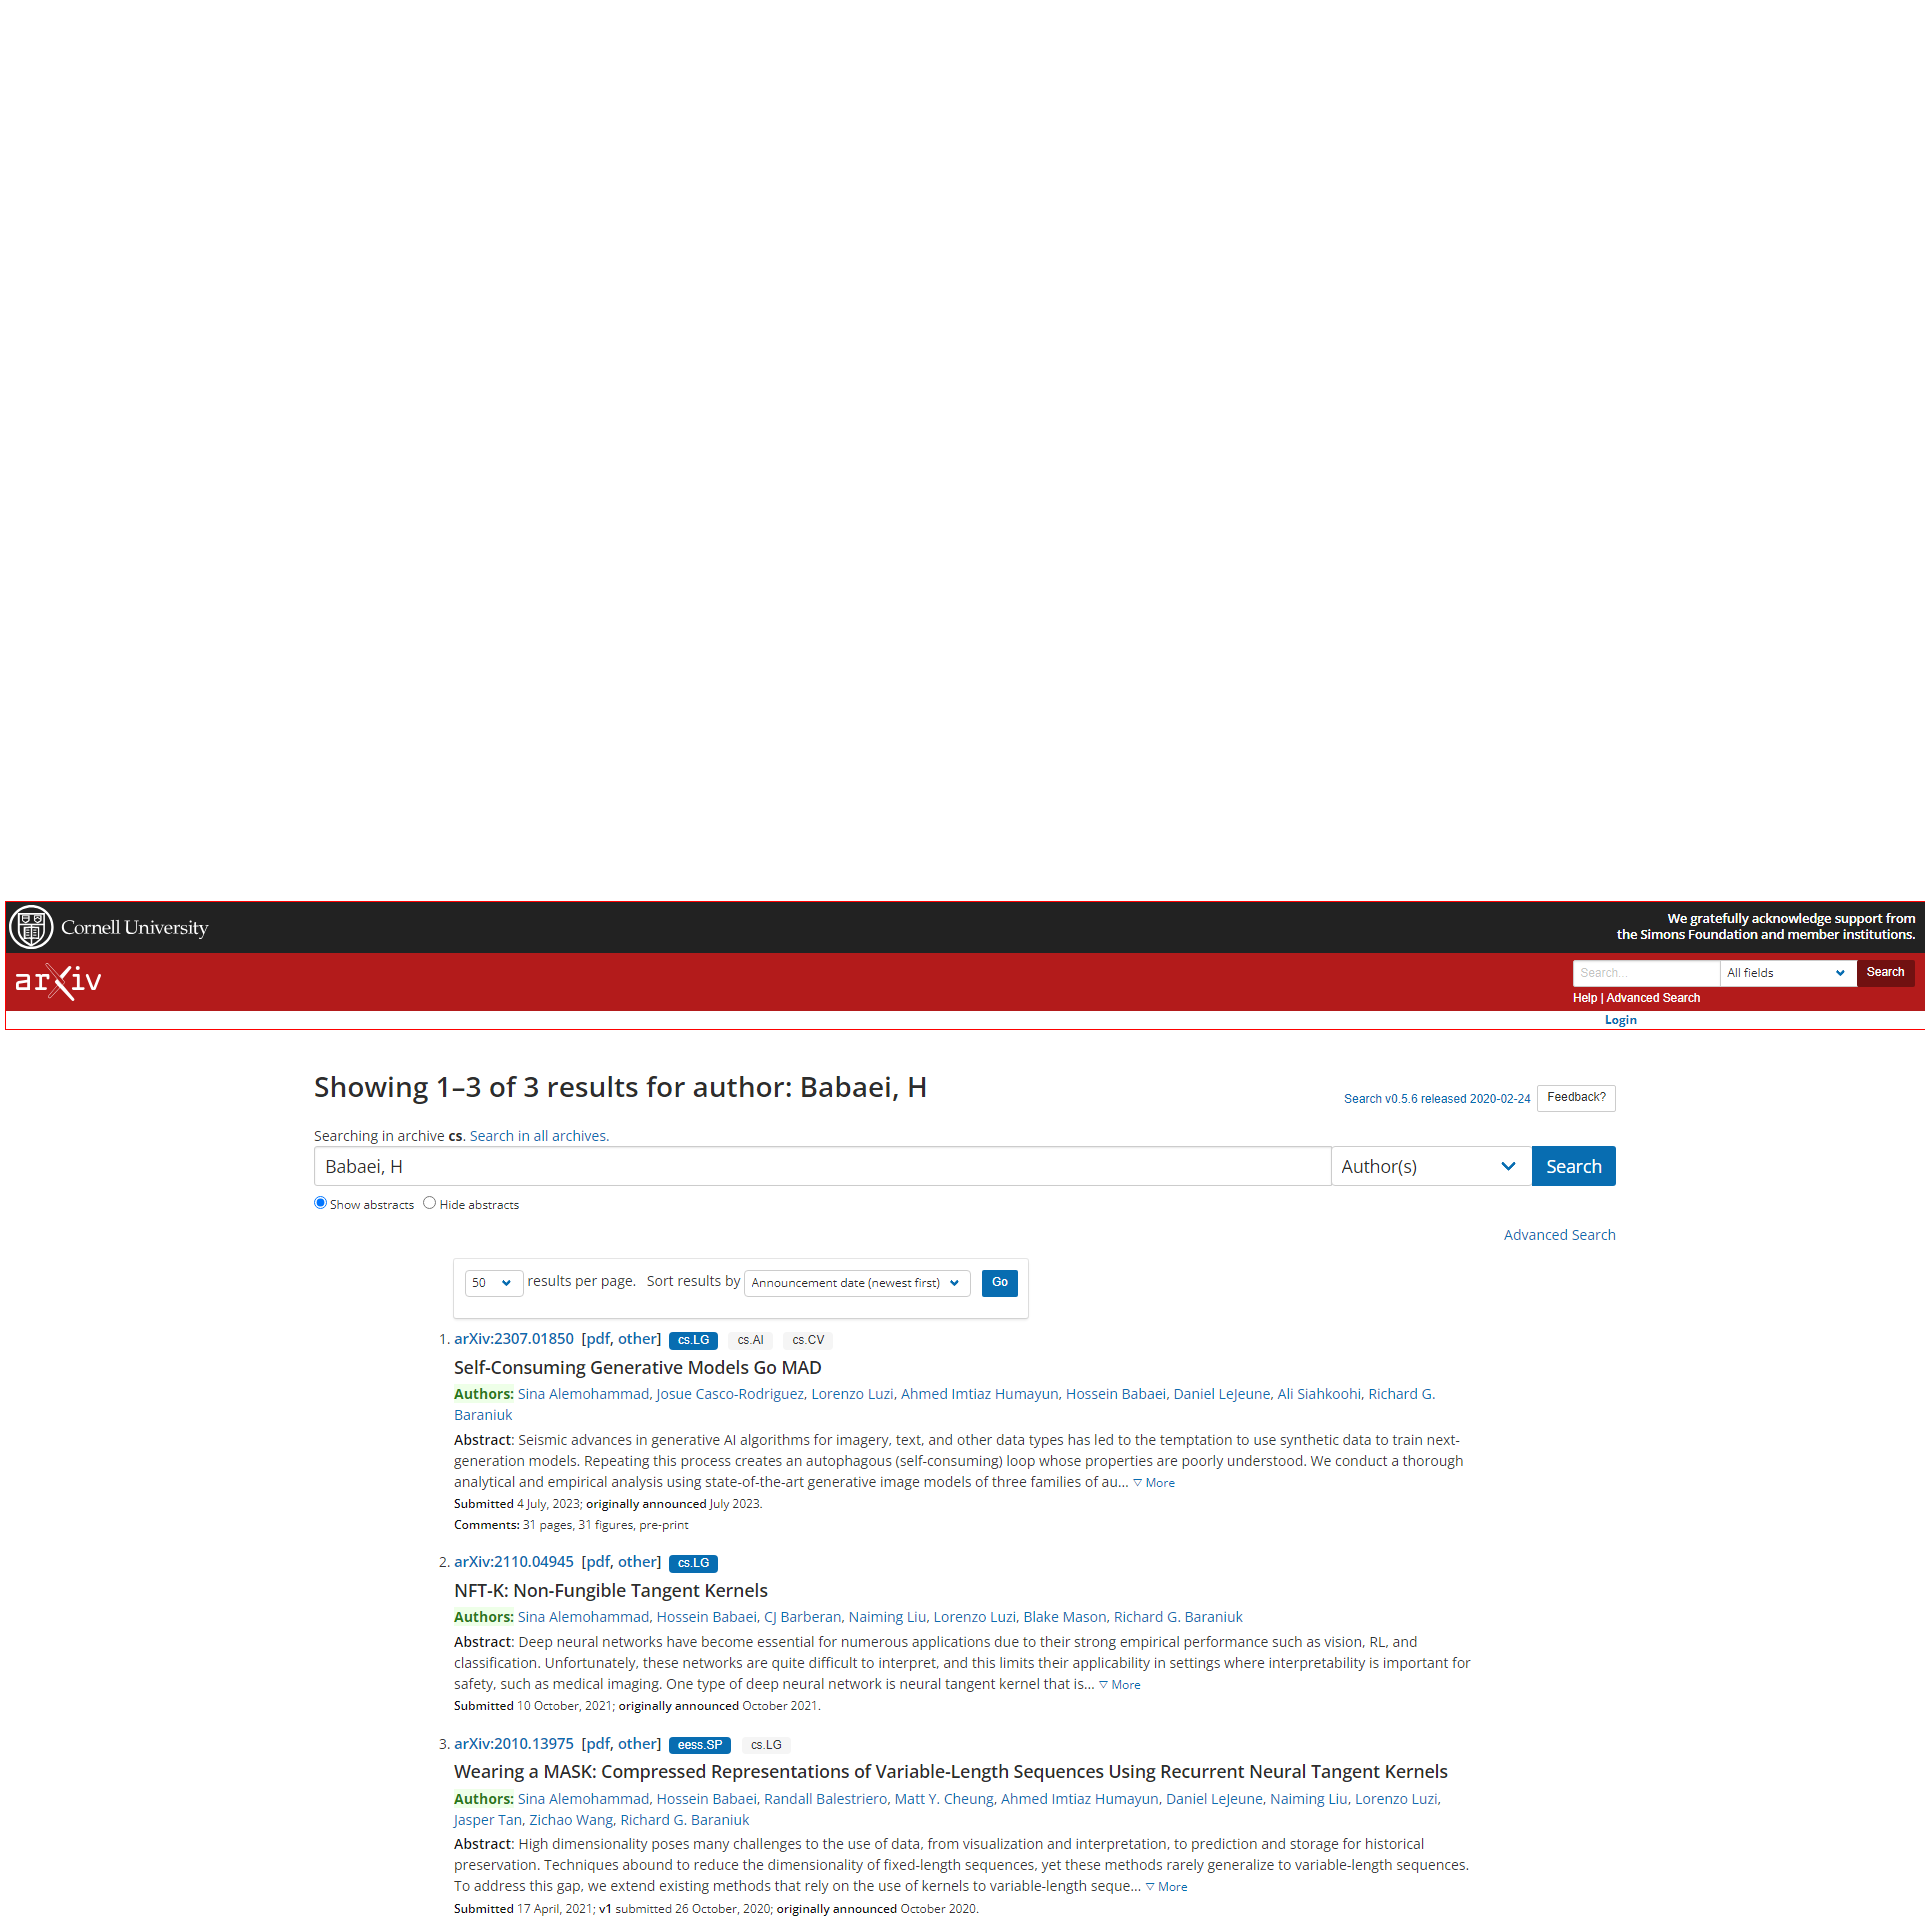 Cornell University
We gratefully acknowledge support from
the Simons Foundation and member institutions.
arXiv
Search...
All fields
Search
Help | Advanced Search
Login
Showing 1–3 of 3 results for author: Babaei, H
Search v0.5.6 released 2020-02-24
Feedback?
Searching in archive cs. Search in all archives.
Babaei, H
Author(s)
Search
Show abstracts Hide abstracts
Advanced Search
50 results per page. Sort results by Announcement date (newest first) Go
1. arXiv:2307.01850 [pdf, other] cs.LG cs.AI cs.CV
Self-Consuming Generative Models Go MAD
Authors: Sina Alemohammad, Josue Casco-Rodriguez, Lorenzo Luzi, Ahmed Imtiaz Humayun, Hossein Babaei, Daniel LeJeune, Ali Siahkoohi, Richard G.
Baraniuk
Abstract: Seismic advances in generative AI algorithms for imagery, text, and other data types has led to the temptation to use synthetic data to train next-
generation models. Repeating this process creates an autophagous (self-consuming) loop whose properties are poorly understood. We conduct a thorough
analytical and empirical analysis using state-of-the-art generative image models of three families of au... ▽ More
Submitted 4 July, 2023; originally announced July 2023.
Comments: 31 pages, 31 figures, pre-print
2. arXiv:2110.04945 [pdf, other] cs.LG
NFT-K: Non-Fungible Tangent Kernels
Authors: Sina Alemohammad, Hossein Babaei, CJ Barberan, Naiming Liu, Lorenzo Luzi, Blake Mason, Richard G. Baraniuk
Abstract: Deep neural networks have become essential for numerous applications due to their strong empirical performance such as vision, RL, and
classification. Unfortunately, these networks are quite difficult to interpret, and this limits their applicability in settings where interpretability is important for
safety, such as medical imaging. One type of deep neural network is neural tangent kernel that is... ▽ More
Submitted 10 October, 2021; originally announced October 2021.
3. arXiv:2010.13975 [pdf, other] eess.SP cs.LG
Wearing a MASK: Compressed Representations of Variable-Length Sequences Using Recurrent Neural Tangent Kernels
Authors: Sina Alemohammad, Hossein Babaei, Randall Balestriero, Matt Y. Cheung, Ahmed Imtiaz Humayun, Daniel LeJeune, Naiming Liu, Lorenzo Luzi,
Jasper Tan, Zichao Wang, Richard G. Baraniuk
Abstract: High dimensionality poses many challenges to the use of data, from visualization and interpretation, to prediction and storage for historical
preservation. Techniques abound to reduce the dimensionality of fixed-length sequences, yet these methods rarely generalize to variable-length sequences.
To address this gap, we extend existing methods that rely on the use of kernels to variable-length seque... ▽ More
Submitted 17 April, 2021; v1 submitted 26 October, 2020; originally announced October 2020.